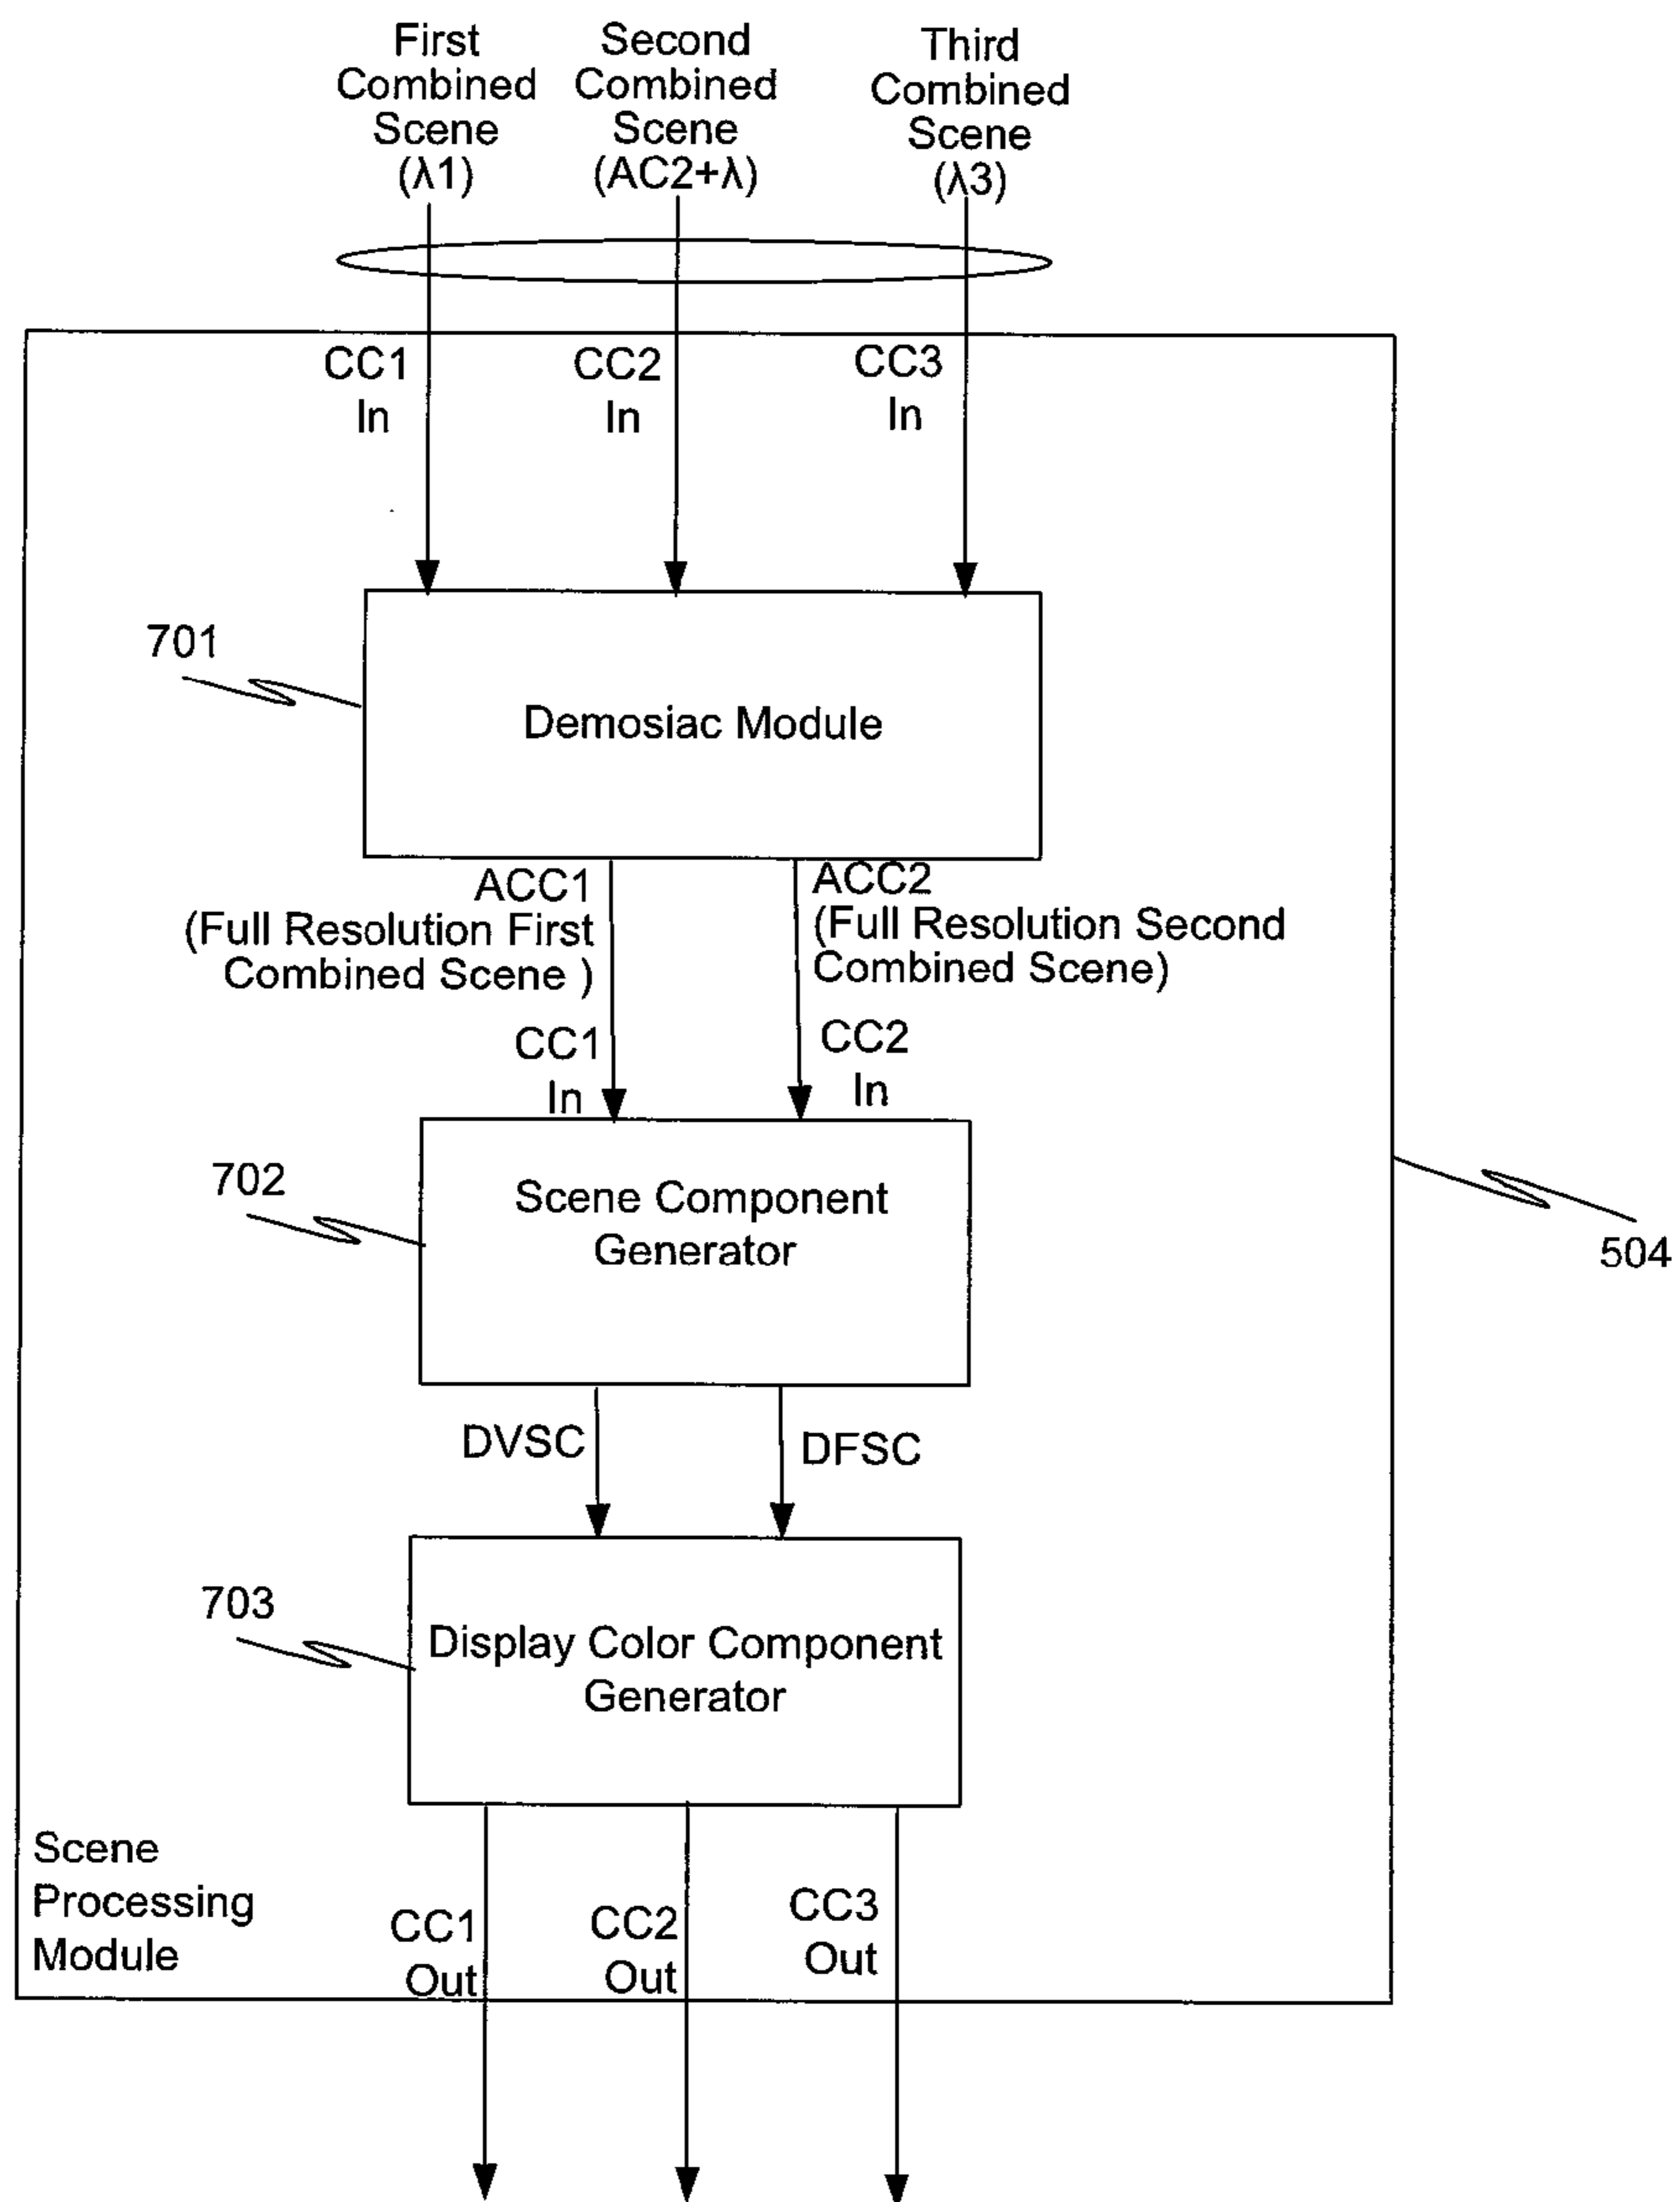 First
Combined
Scene
(λ1)
Second
Combined
Scene
(AC2+λ)
Third
Combined
Scene
(λ3)
CC1
In
CC2
In
CC3
In
701
Demosiac Module
ACC1
(Full Resolution First
Combined Scene )
ACC2
(Full Resolution Second
Combined Scene)
CC1
In
CC2
In
702
Scene Component
Generator
504
DVSC
DFSC
703
Display Color Component
Generator
Scene
Processing
Module
CC1
Out
CC2
Out
CC3
Out